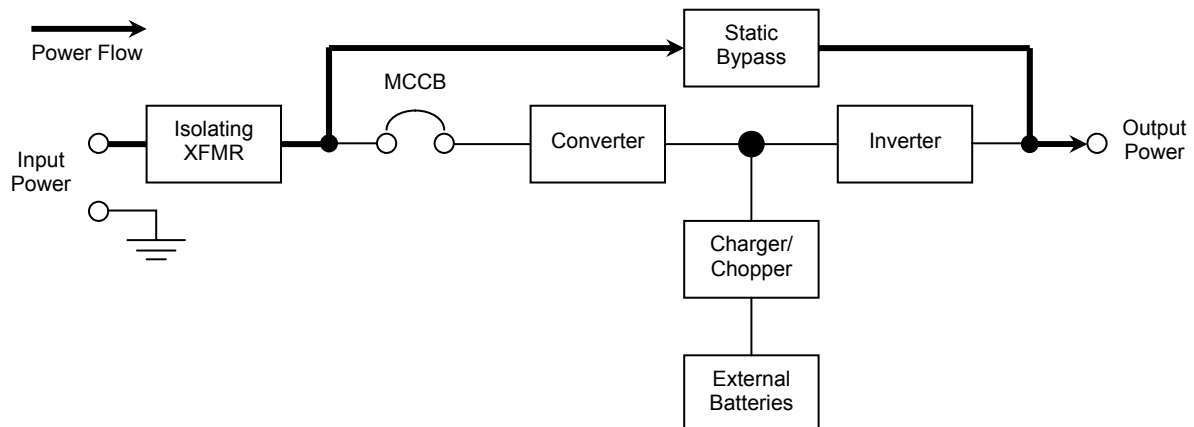 Power Flow
Static
Bypass
MCCB
Isolating
XFMR
Converter
Inverter
Output
Power
Input
Power
Charger/
Chopper
External
Batteries